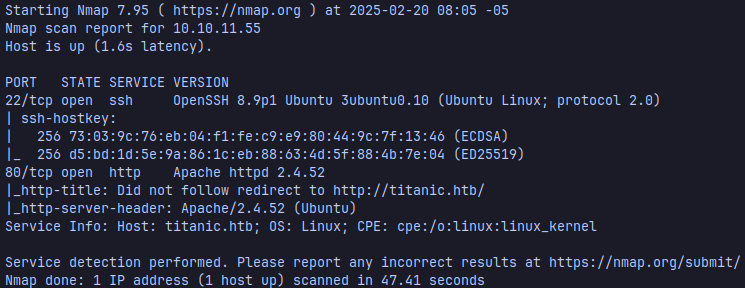 Starting Nmap 7.95 ( https://nmap.org ) at 2025-02-20 08:05 -05
Nmap scan report for 10.10.11.55
Host is up (1.6s latency).

PORT   STATE SERVICE VERSION
22/tcp open  ssh     OpenSSH 8.9p1 Ubuntu 3ubuntu0.10 (Ubuntu Linux; protocol 2.0)
| ssh-hostkey:
|   256 73:03:9c:76:eb:04:f1:fe:c9:e9:80:44:9c:7f:13:46 (ECDSA)
|_  256 d5:bd:1d:5e:9a:86:1c:eb:88:63:4d:5f:88:4b:7e:04 (ED25519)
80/tcp open  http    Apache httpd 2.4.52
|_http-title: Did not follow redirect to http://titanic.htb/
|_http-server-header: Apache/2.4.52 (Ubuntu)
Service Info: Host: titanic.htb; OS: Linux; CPE: cpe:/o:linux:linux_kernel

Service detection performed. Please report any incorrect results at https://nmap.org/submit/
Nmap done: 1 IP address (1 host up) scanned in 47.41 seconds